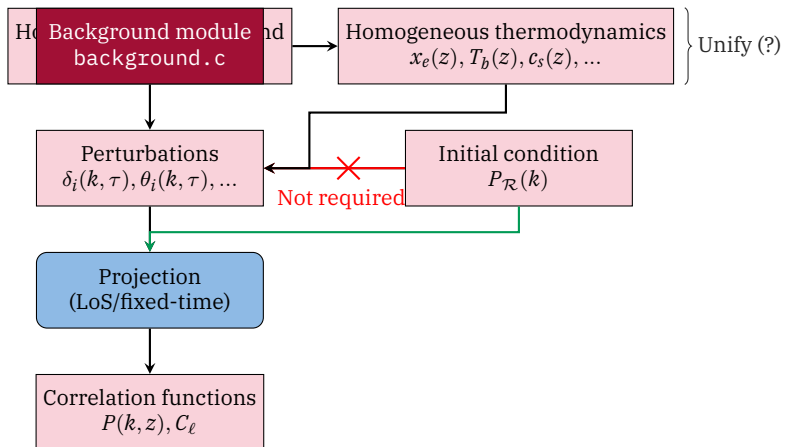 Background module
background.c
Homogeneous thermodynamics
x_e(z), T_b(z), c_s(z), ...
Unify (?)
Perturbations
δ_i(k, τ), θ_i(k, τ), ...
Initial condition
P_ℛ(k)
Not required
Projection
(LoS/fixed-time)
Correlation functions
P(k, z), C_ℓ